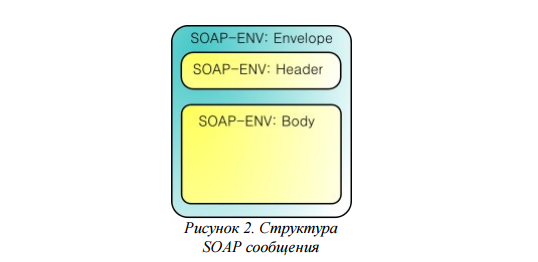 SOAP-ENV: Envelope
SOAP-ENV: Header
SOAP-ENV: Body
Рисунок 2. Структура
SOAP сообщения